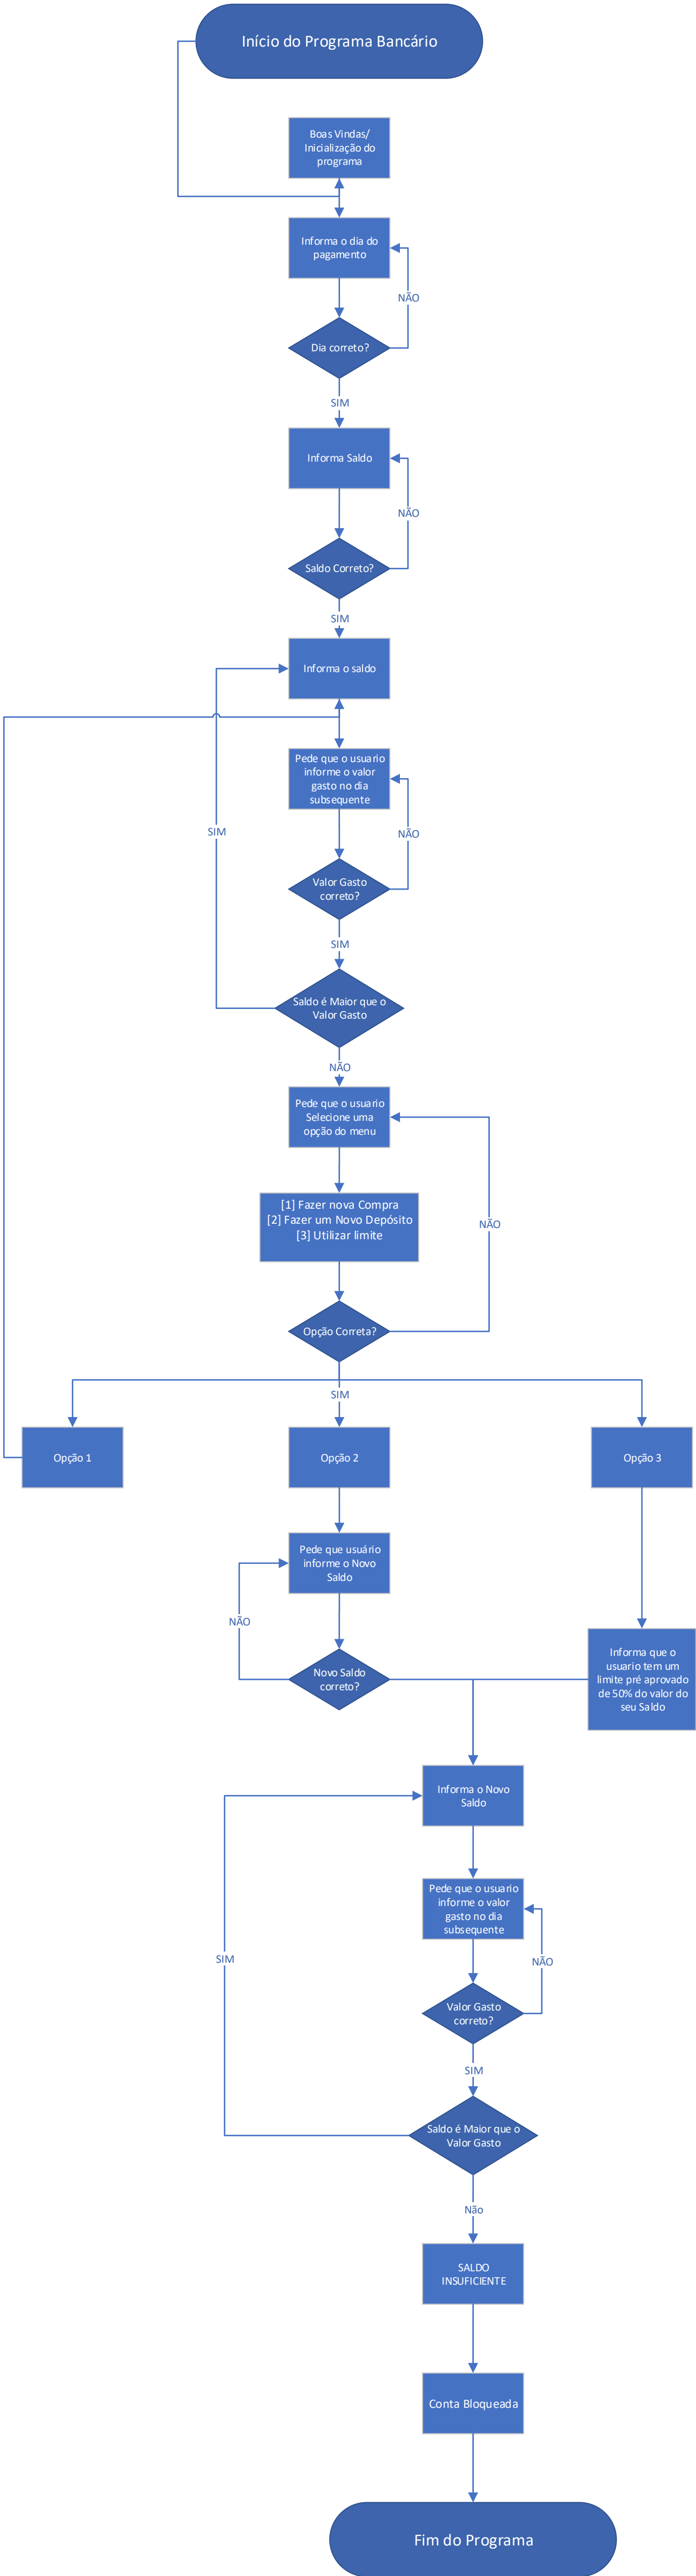 Início do Programa Bancário
Boas Vindas/
Inicialização do
programa
Informa o dia do
pagamento
NÃO
Dia correto?
SIM
Informa Saldo
NÃO
Saldo Correto?
SIM
Informa o saldo
Pede que o usuario
informe o valor
gasto no dia
subsequente
SIM
NÃO
Valor Gasto
correto?
SIM
Saldo é Maior que o
Valor Gasto
NÃO
Pede que o usuario
Selecione uma
opção do menu
[1] Fazer nova Compra
[2] Fazer um Novo Depósito
[3] Utilizar limite
NÃO
Opção Correta?
SIM
Opção 1
Opção 2
Opção 3
Pede que usuário
informe o Novo
Saldo
NÃO
Novo Saldo
correto?
Informa que o
usuario tem um
limite pré aprovado
de 50% do valor do
seu Saldo
Informa o Novo
Saldo
Pede que o usuario
informe o valor
gasto no dia
subsequente
SIM
NÃO
Valor Gasto
correto?
SIM
Saldo é Maior que o
Valor Gasto
Não
SALDO
INSUFICIENTE
Conta Bloqueada
Fim do Programa